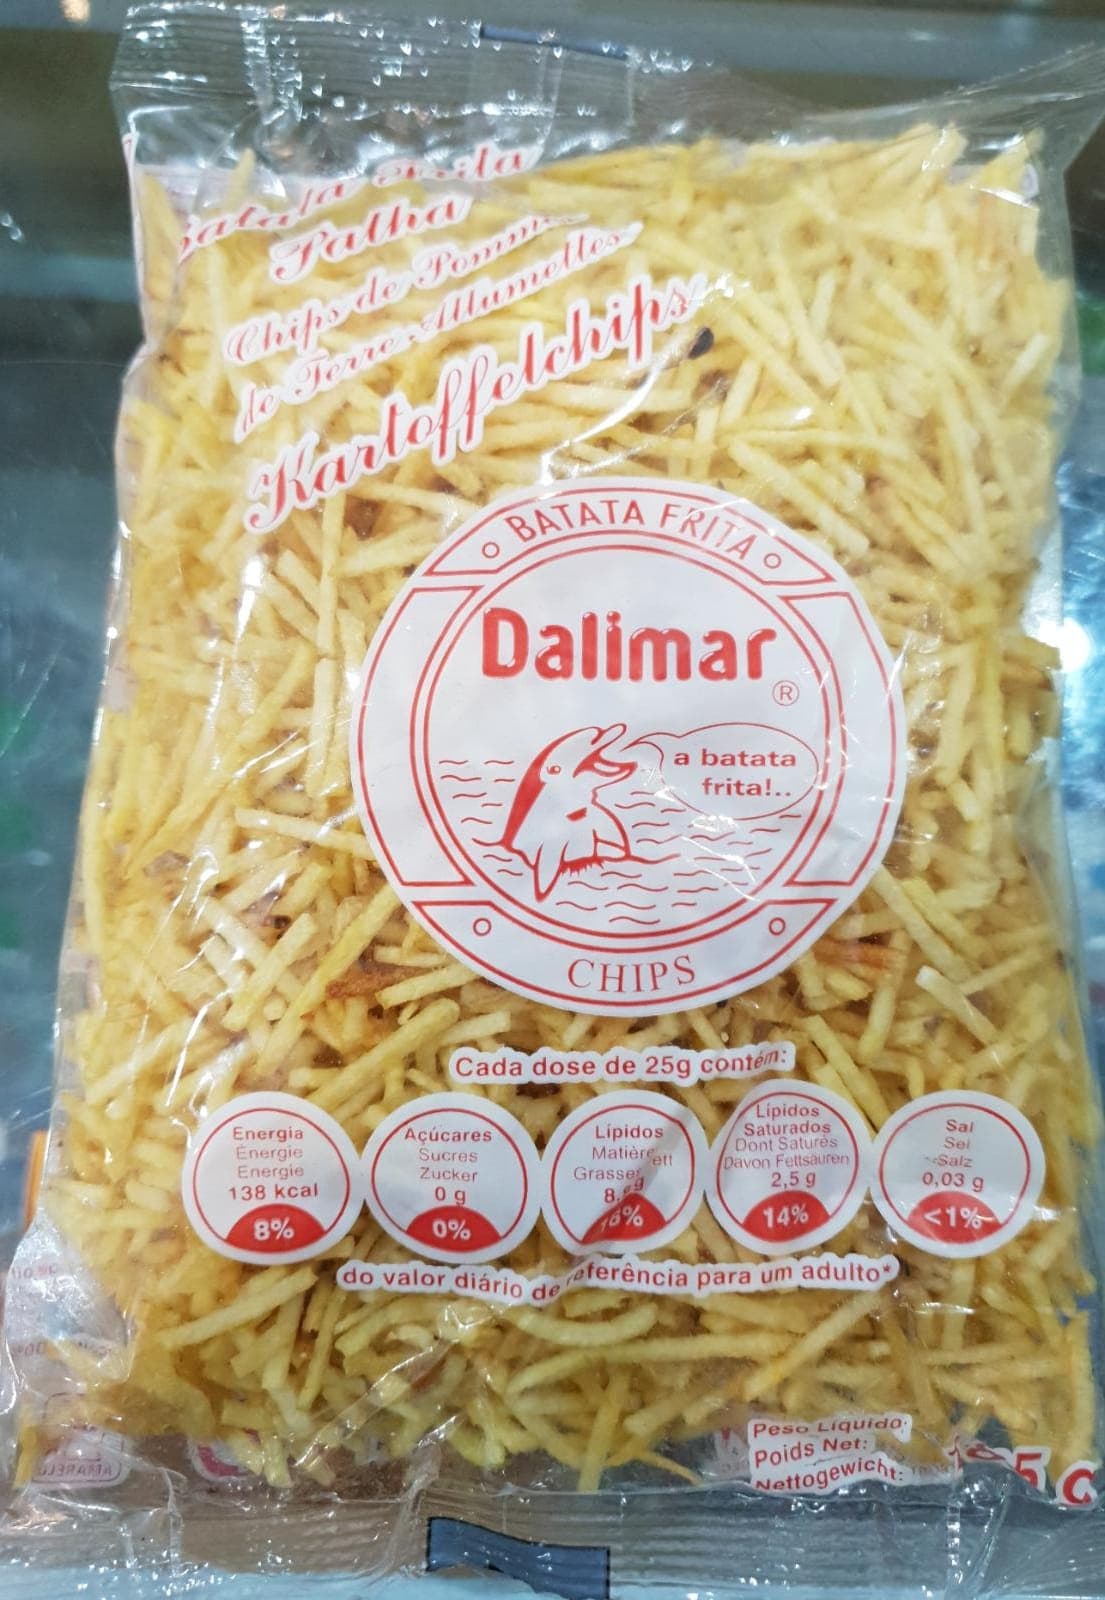 Batata Frita
Palha
Chips de Pommes
de Terre Allumettes
Kartoffelchips
BATATA FRITA
Dalimar
®
a batata
frita!..
CHIPS
Cada dose de 25g contém:
Energia
Énergie
Energie
138 kcal
8%
Açúcares
Sucres
Zucker
0 g
0%
Lípidos
Matière
Grasses
Lípidos
Saturados
Dont Saturés
Davon Fettsäuren
2,5 g
14%
Sal
Sel
Salz
0,03 g
<1%
do valor diário de referência para um adulto*
Peso Líquido:
Poids Net:
Nettogewicht: